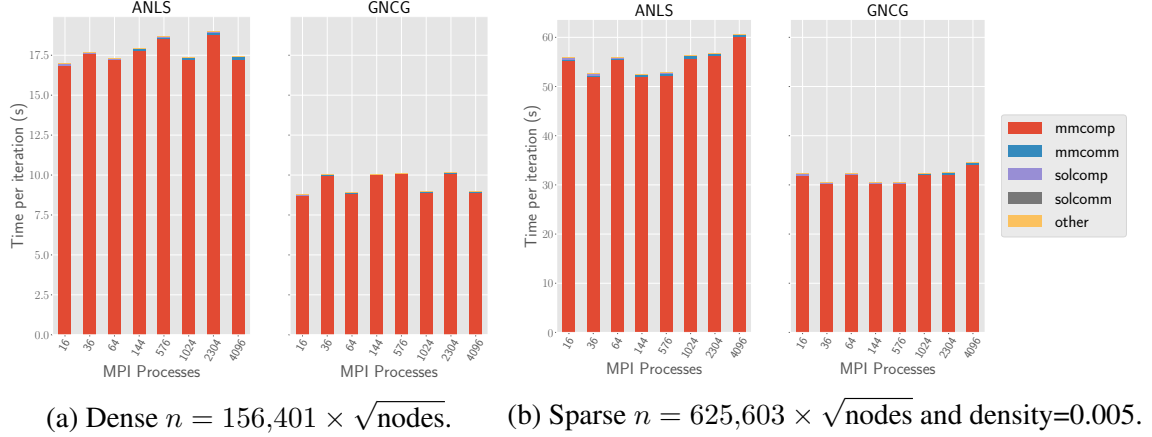 ANLS
GNCG
ANLS
GNCG
Time per iteration (s)
17.5
15.0
12.5
10.0
7.5
5.0
2.5
0.0
16
36
64
144
576
1024
2304
4096
MPI Processes
16
36
64
144
576
1024
2304
4096
MPI Processes
Time per iteration (s)
60
50
40
30
20
10
0
16
36
64
144
576
1024
2304
4096
MPI Processes
16
36
64
144
576
1024
2304
4096
MPI Processes
mmcomp
mmcomm
solcomp
solcomm
other
(a) Dense n = 156,401 × √nodes.
(b) Sparse n = 625,603 × √nodes and density=0.005.